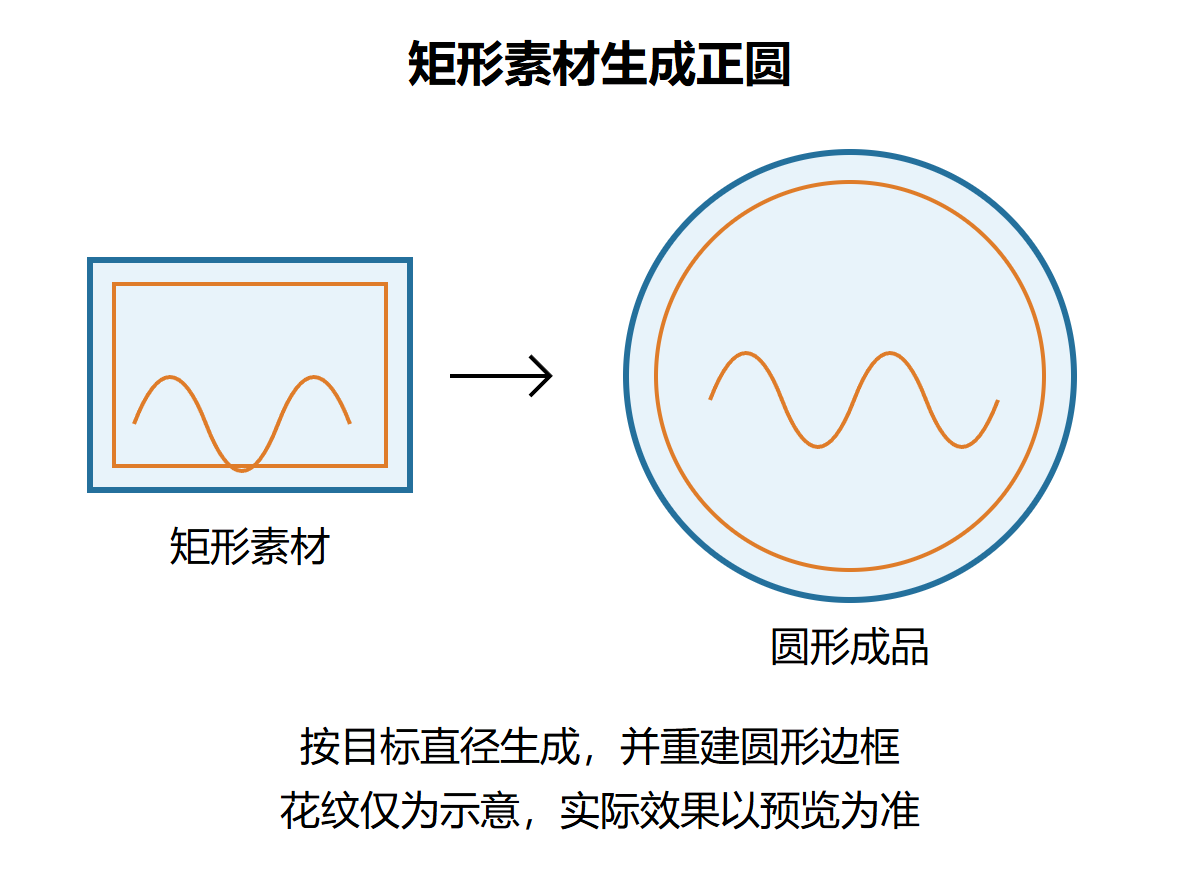 矩形素材生成正圆
矩形素材
圆形成品
按目标直径生成，并重建圆形边框
花纹仅为示意，实际效果以预览为准